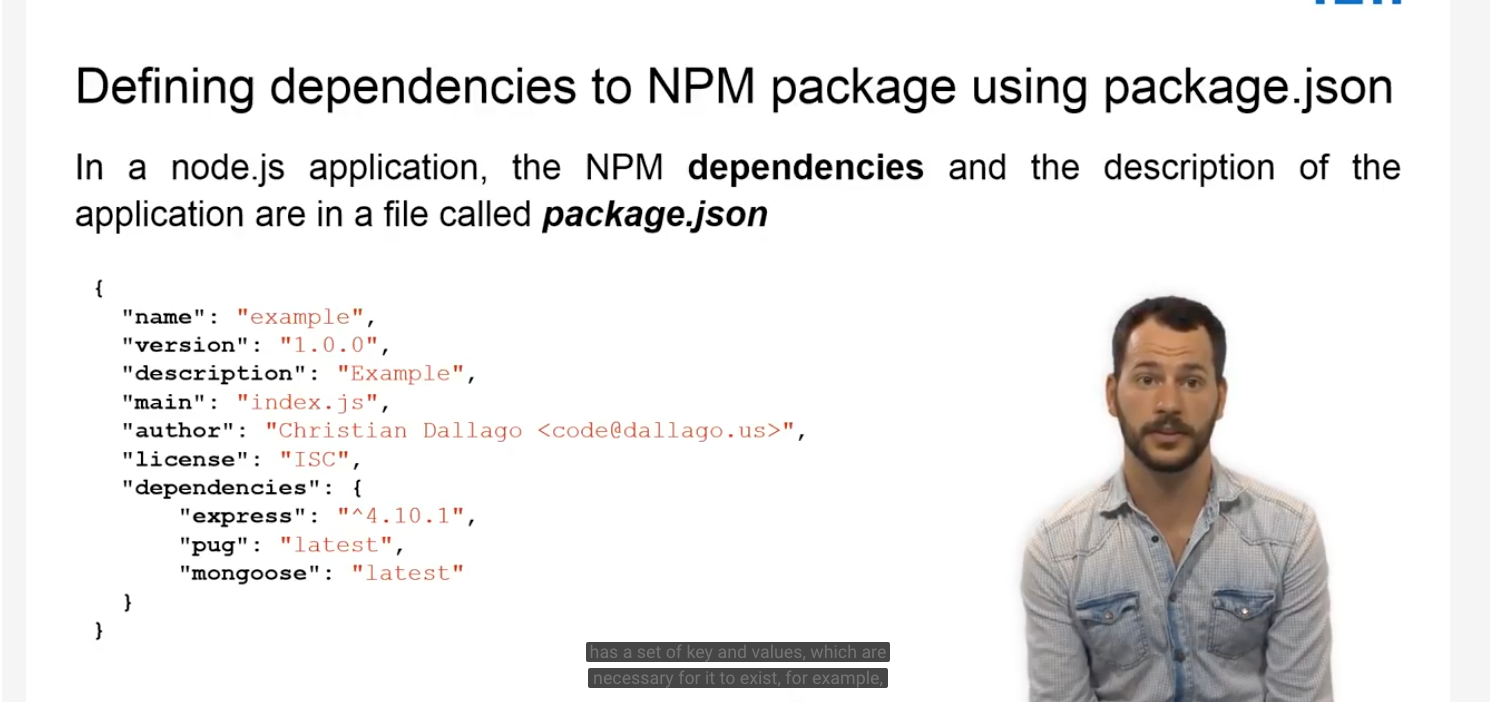 Defining dependencies to NPM package using package.json
In a node.js application, the NPM dependencies and the description of the
application are in a file called package.json
{
"name": "example",
"version": "1.0.0",
"description": "Example",
"main": "index.js",
"author": "Christian Dallago <code@dallago.us>",
"license": "ISC",
"dependencies": {
"express": "^4.10.1",
"pug": "latest",
"mongoose": "latest"
}
}
has a set of key and values, which are
necessary for it to exist, for example,